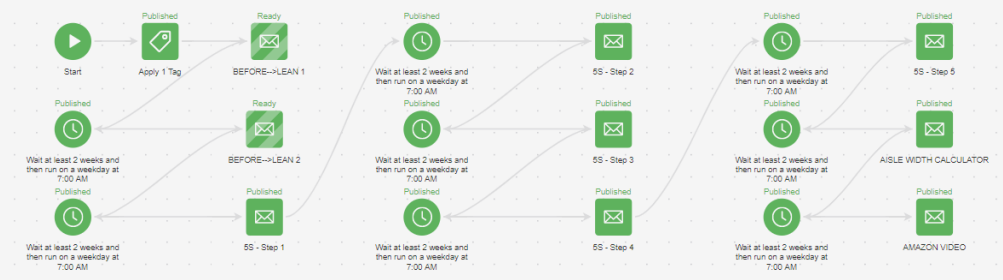 Published
Start
Apply 1 Tag
Ready
BEFORE-->LEAN 1
Published
Wait at least 2 weeks and
then run on a weekday at
7:00 AM
Ready
BEFORE-->LEAN 2
Published
Wait at least 2 weeks and
then run on a weekday at
7:00 AM
Published
5S - Step 1
Published
Wait at least 2 weeks and
then run on a weekday at
7:00 AM
Published
5S - Step 2
Published
Wait at least 2 weeks and
then run on a weekday at
7:00 AM
Published
5S - Step 3
Published
Wait at least 2 weeks and
then run on a weekday at
7:00 AM
Published
5S - Step 4
Published
Wait at least 2 weeks and
then run on a weekday at
7:00 AM
Published
5S - Step 5
Published
Wait at least 2 weeks and
then run on a weekday at
7:00 AM
Published
AISLE WIDTH CALCULATOR
Published
Wait at least 2 weeks and
then run on a weekday at
7:00 AM
Published
AMAZON VIDEO